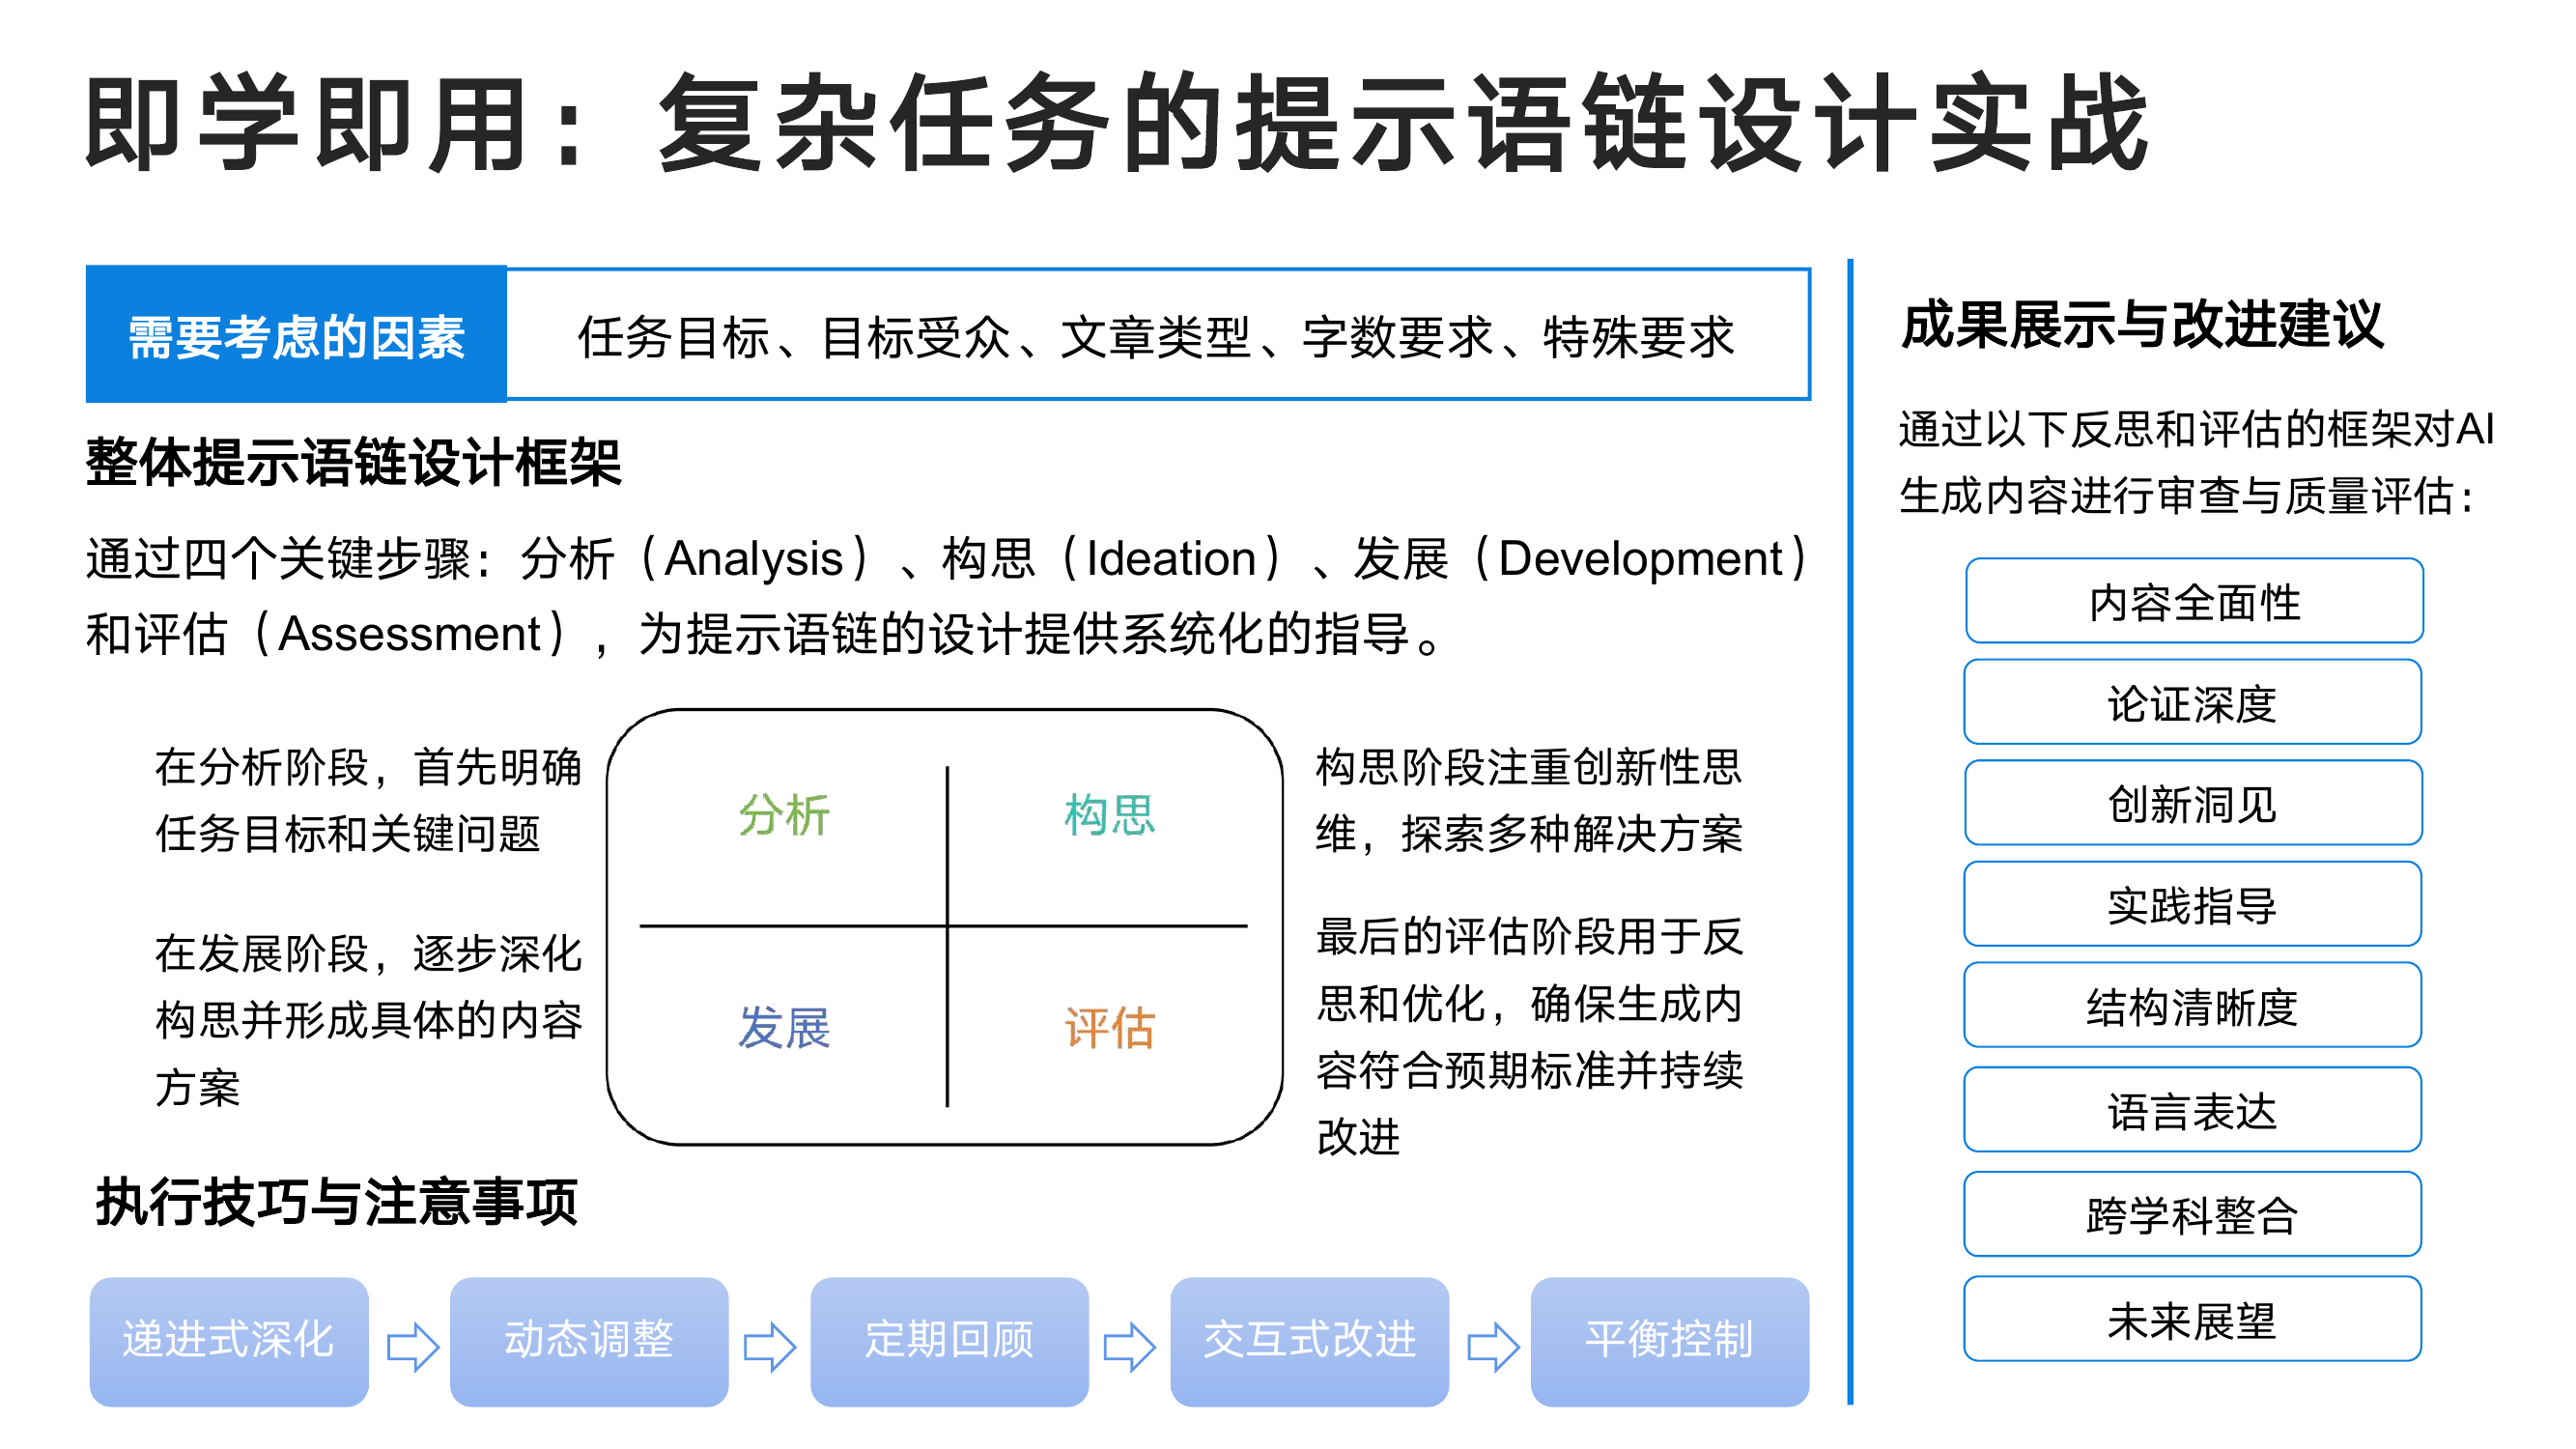 即学即用：复杂任务的提示语链设计实战
需要考虑的因素
任务目标、目标受众、文章类型、字数要求、特殊要求
整体提示语链设计框架
通过四个关键步骤：分析（Analysis）、构思（Ideation）、发展（Development）
和评估（Assessment），为提示语链的设计提供系统化的指导。
在分析阶段，首先明确
任务目标和关键问题
在发展阶段，逐步深化
构思并形成具体的内容
方案
分析
构思
发展
评估
构思阶段注重创新性思
维，探索多种解决方案
最后的评估阶段用于反
思和优化，确保生成内
容符合预期标准并持续
改进
执行技巧与注意事项
递进式深化
动态调整
定期回顾
交互式改进
平衡控制
成果展示与改进建议
通过以下反思和评估的框架对AI
生成内容进行审查与质量评估：
内容全面性
论证深度
创新洞见
实践指导
结构清晰度
语言表达
跨学科整合
未来展望